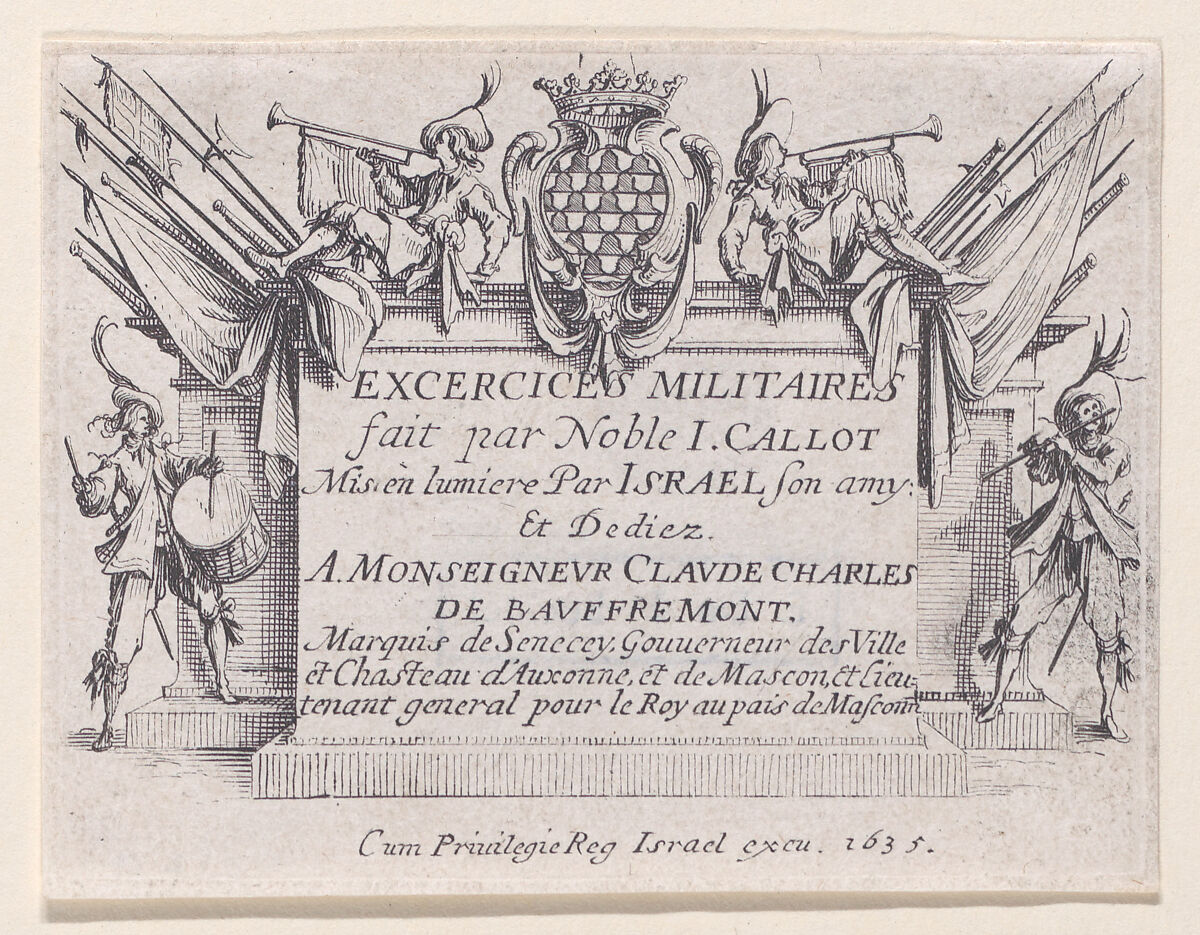 EXCERCICES MILITAIRES
fait par Noble I. CALLOT
Mis en lumiere Par ISRAEL son amy.
Et Dediez.
A. MONSEIGNEVR CLAVDE CHARLES
DE BAVFFREMONT.
Marquis de Senecey, Gouuerneur des Ville
et Chasteau d'Auxonne, et de Mascon, et Lieu=
tenant general pour le Roy au pais de Masconn
Cum Priuilegie Reg Israel excu. 1635.